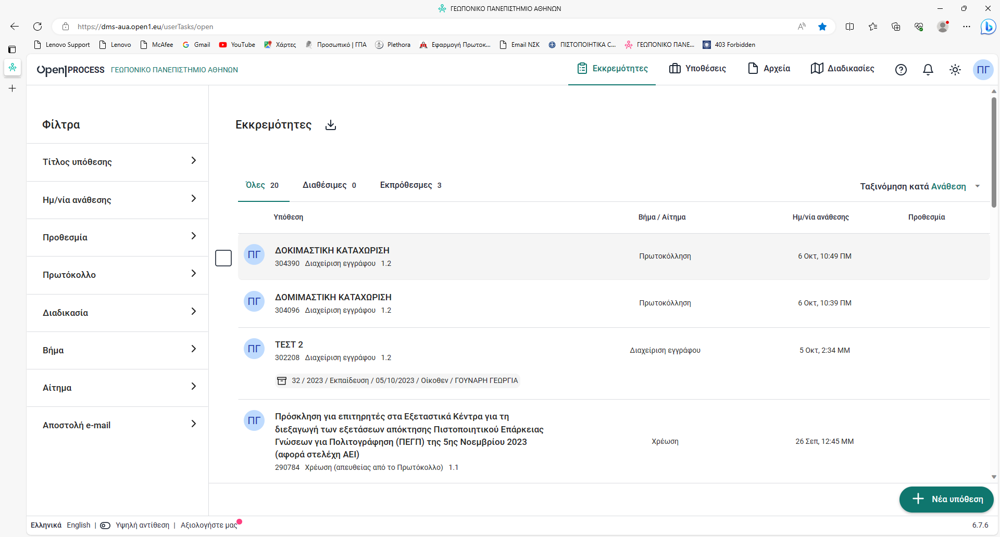 ΓΕΩΠΟΝΙΚΟ ΠΑΝΕΠΙΣΤΗΜΙΟ ΑΘΗΝΩΝ
https://dms-aua.open1.eu/userTasks/open
Lenovo Support Lenovo McAfee Gmail YouTube Χάρτες Προσωπικό | ΓΠΑ Plethora Εφαρμογή Πρωτοκ... Email ΝΣΚ ΠΙΣΤΟΠΟΙΗΤΙΚΑ C... ΓΕΩΠΟΝΙΚΟ ΠΑΝΕ... 403 Forbidden
Open|PROCESS ΓΕΩΠΟΝΙΚΟ ΠΑΝΕΠΙΣΤΗΜΙΟ ΑΘΗΝΩΝ Εκκρεμότητες Υποθέσεις Αρχεία Διαδικασίες ΠΓ
Φίλτρα
Τίτλος υπόθεσης
Ημ/νία ανάθεσης
Προθεσμία
Πρωτόκολλο
Διαδικασία
Βήμα
Αίτημα
Αποστολή e-mail
Εκκρεμότητες
Όλες 20 Διαθέσιμες 0 Εκπρόθεσμες 3 Ταξινόμηση κατά Ανάθεση
Υπόθεση Βήμα / Αίτημα Ημ/νία ανάθεσης Προθεσμία
ΠΓ ΔΟΚΙΜΑΣΤΙΚΗ ΚΑΤΑΧΩΡΙΣΗ
304390 Διαχείριση εγγράφου 1.2 Πρωτοκόλληση 6 Οκτ, 10:49 ΠΜ
ΠΓ ΔΟΜΙΜΑΣΤΙΚΗ ΚΑΤΑΧΩΡΙΣΗ
304096 Διαχείριση εγγράφου 1.2 Πρωτοκόλληση 6 Οκτ, 10:39 ΠΜ
ΠΓ ΤΕΣΤ 2
302208 Διαχείριση εγγράφου 1.2 Διαχείριση εγγράφου 5 Οκτ, 2:34 ΜΜ
32 / 2023 / Εκπαίδευση / 05/10/2023 / Οίκοθεν / ΓΟΥΝΑΡΗ ΓΕΩΡΓΙΑ
ΠΓ Πρόσκληση για επιτηρητές στα Εξεταστικά Κέντρα για τη
διεξαγωγή των εξετάσεων απόκτησης Πιστοποιητικού Επάρκειας
Γνώσεων για Πολιτογράφηση (ΠΕΓΠ) της 5ης Νοεμβρίου 2023
(αφορά στελέχη ΑΕΙ)
290784 Χρέωση (απευθείας από το Πρωτόκολλο) 1.1 Χρέωση 26 Σεπ, 12:45 ΜΜ
Νέα υπόθεση
Ελληνικά English | Υψηλή αντίθεση | Αξιολογήστε μας 6.7.6